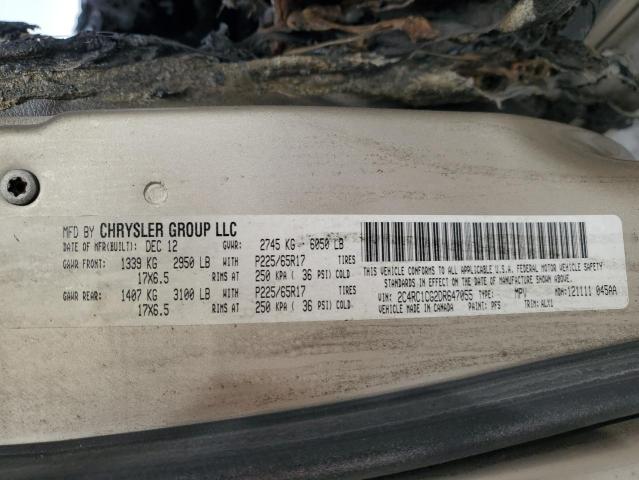 MFD BY CHRYSLER GROUP LLC
DATE OF MFR(BUILT): DEC 12 GVWR: 2745 KG - 6050 LB
GAWR FRONT: 1339 KG 2950 LB WITH P225/65R17 TIRES
17X6.5 RIMS AT 250 KPA ( 36 PSI) COLD
GAWR REAR: 1407 KG 3100 LB WITH P225/65R17 TIRES
17X6.5 RIMS AT 250 KPA ( 36 PSI) COLD
THIS VEHICLE CONFORMS TO ALL APPLICABLE U.S.A. FEDERAL MOTOR VEHICLE SAFETY
STANDARDS IN EFFECT ON THE DATE OF MANUFACTURE SHOWN ABOVE.
VIN: 2C4RC1CG2DR647055 TYPE: MPV MDH:121111 045AA
VEHICLE MADE IN CANADA PAINT: PFS TRIM: ALX1